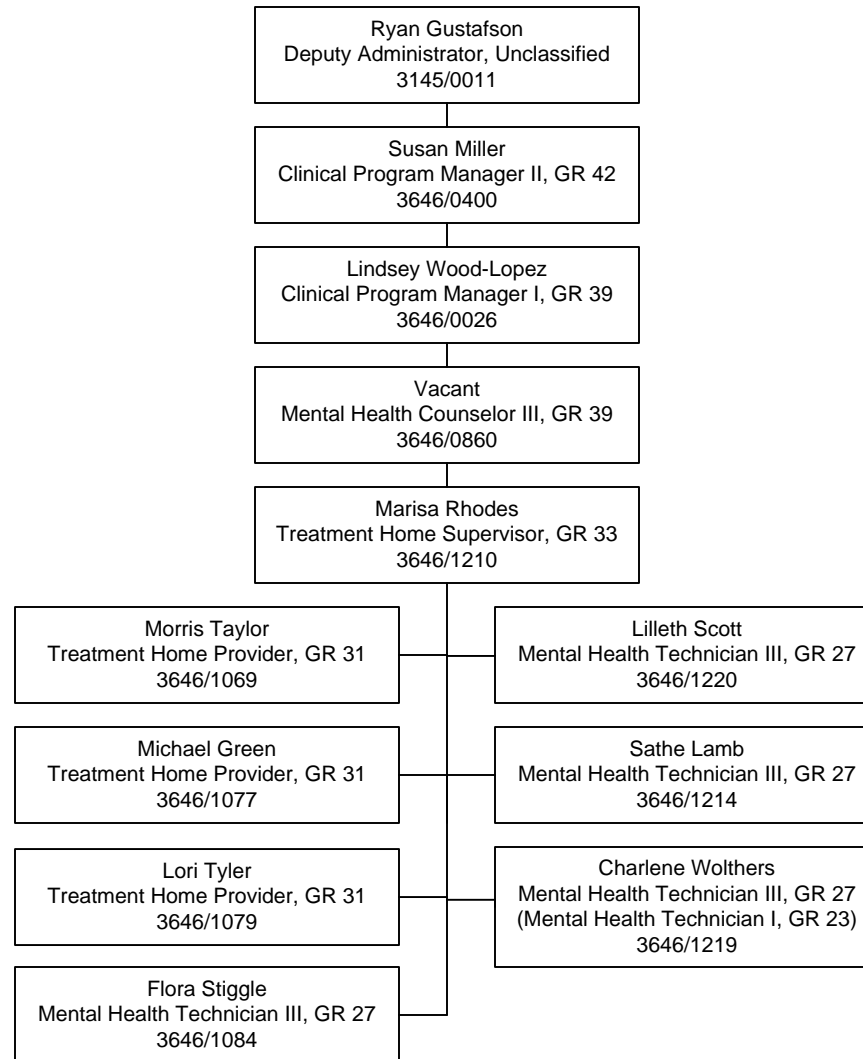 Ryan Gustafson
Deputy Administrator, Unclassified
3145/0011
Susan Miller
Clinical Program Manager II, GR 42
3646/0400
Lindsey Wood-Lopez
Clinical Program Manager I, GR 39
3646/0026
Vacant
Mental Health Counselor III, GR 39
3646/0860
Marisa Rhodes
Treatment Home Supervisor, GR 33
3646/1210
Morris Taylor
Treatment Home Provider, GR 31
3646/1069
Lilleth Scott
Mental Health Technician III, GR 27
3646/1220
Michael Green
Treatment Home Provider, GR 31
3646/1077
Sathe Lamb
Mental Health Technician III, GR 27
3646/1214
Lori Tyler
Treatment Home Provider, GR 31
3646/1079
Charlene Wolthers
Mental Health Technician III, GR 27
(Mental Health Technician I, GR 23)
3646/1219
Flora Stiggle
Mental Health Technician III, GR 27
3646/1084